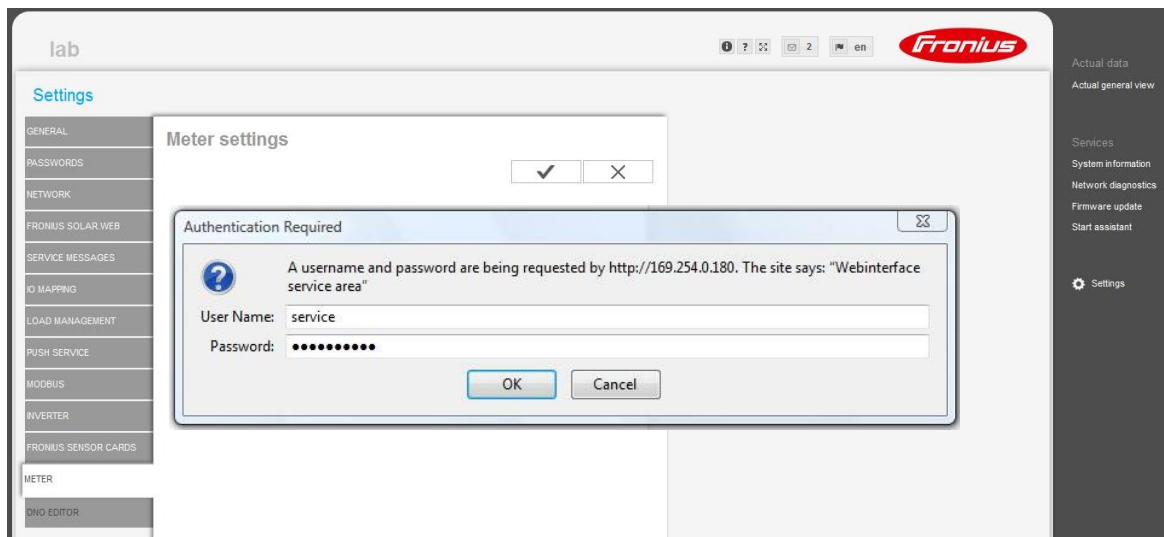 lab
2
en
Fronius
Settings
GENERAL
PASSWORDS
NETWORK
FRONIUS SOLAR.WEB
SERVICE MESSAGES
IO MAPPING
LOAD MANAGEMENT
PUSH SERVICE
MODBUS
INVERTER
FRONIUS SENSOR CARDS
METER
DNO EDITOR
Meter settings
Authentication Required
A username and password are being requested by http://169.254.0.180. The site says: "Webinterface
service area"
User Name: service
Password: ●●●●●●●●●●
OK Cancel
Actual data
Actual general view
Services
System information
Network diagnostics
Firmware update
Start assistant
Settings